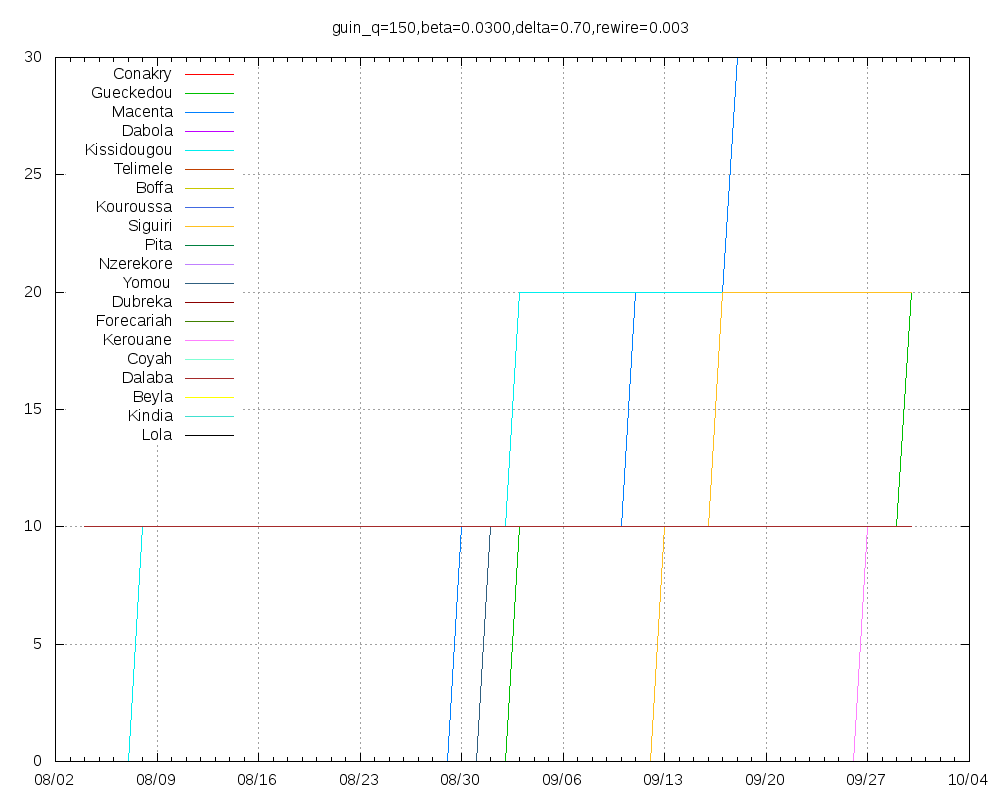 guin_q=150,beta=0.0300,delta=0.70,rewire=0.003
30
25
20
15
10
5
0
Conakry
Gueckedou
Macenta
Dabola
Kissidougou
Telimele
Boffa
Kouroussa
Siguiri
Pita
Nzerekore
Yomou
Dubreka
Forecariah
Kerouane
Coyah
Dalaba
Beyla
Kindia
Lola
08/02 08/09 08/16 08/23 08/30 09/06 09/13 09/20 09/27 10/04